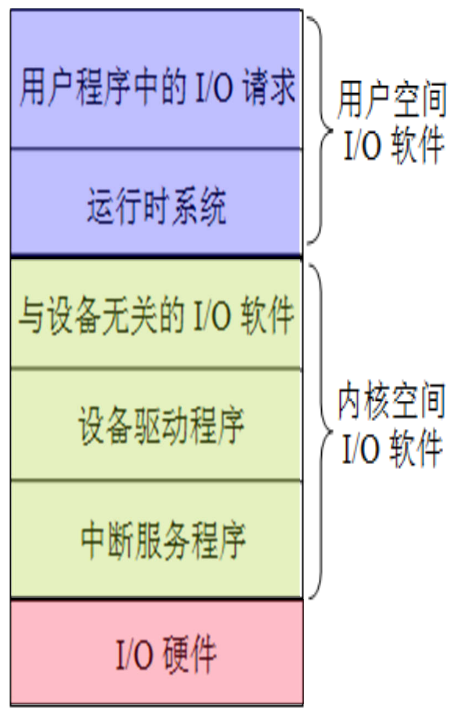 用户程序中的 I/O 请求
运行时系统
用户空间
I/O 软件
与设备无关的 I/O 软件
设备驱动程序
中断服务程序
内核空间
I/O 软件
I/O 硬件